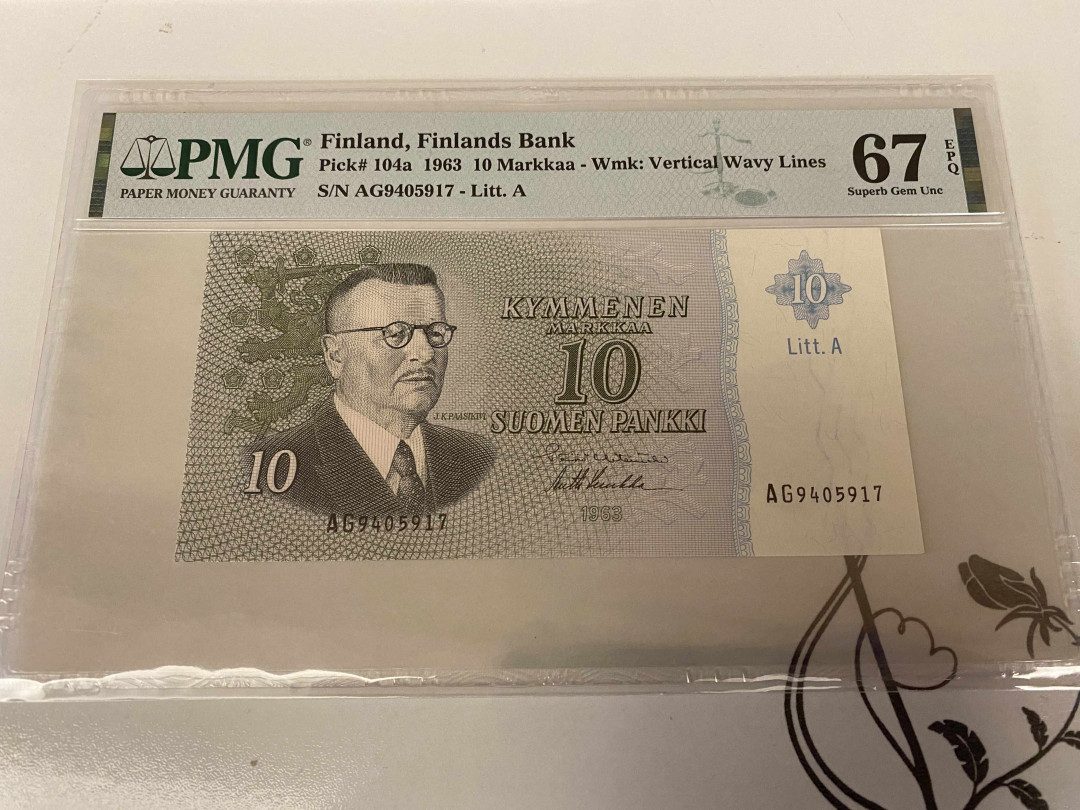 PMG®
PAPER MONEY GUARANTY
Finland, Finlands Bank
Pick# 104a 1963 10 Markkaa - Wmk: Vertical Wavy Lines
S/N AG9405917 - Litt. A
67
EPQ
Superb Gem Unc
KYMMENEN
MARKKAA
10
SUOMEN PANKKI
J.K.PAASIKIVI
1963
10
AG9405917
10
Litt. A
AG9405917